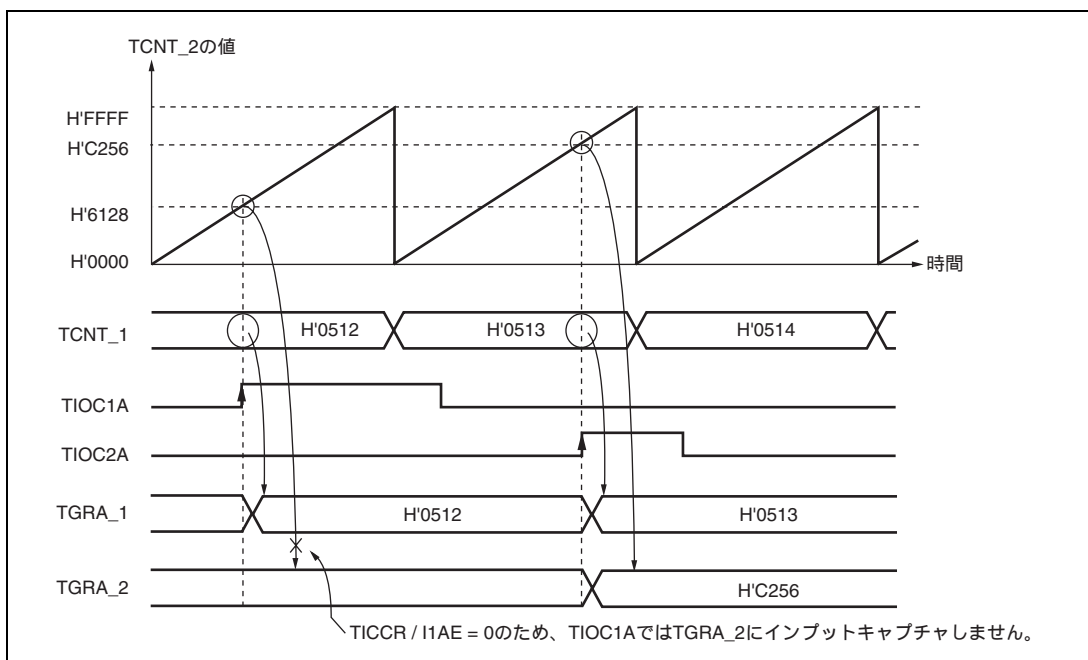 TCNT_2の値
H'FFFF
H'C256
H'6128
H'0000
時間
TCNT_1 H'0512 H'0513 H'0514
TIOC1A
TIOC2A
TGRA_1 H'0512 H'0513
TGRA_2 H'C256
TICCR / I1AE = 0のため、TIOC1AではTGRA_2にインプットキャプチャしません。